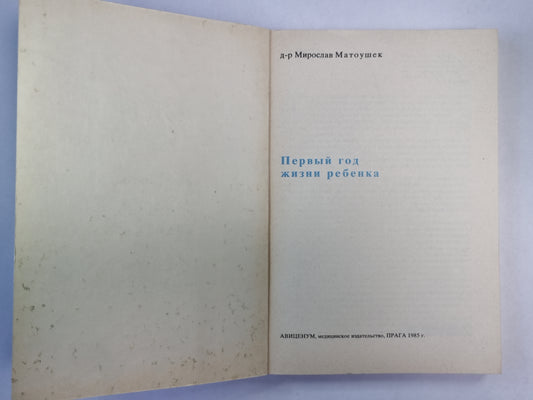 д-р Мирослав Матоушек
Первый год
жизни ребенка
АВИЦЕНУМ, медицинское издательство, ПРАГА 1985 г.